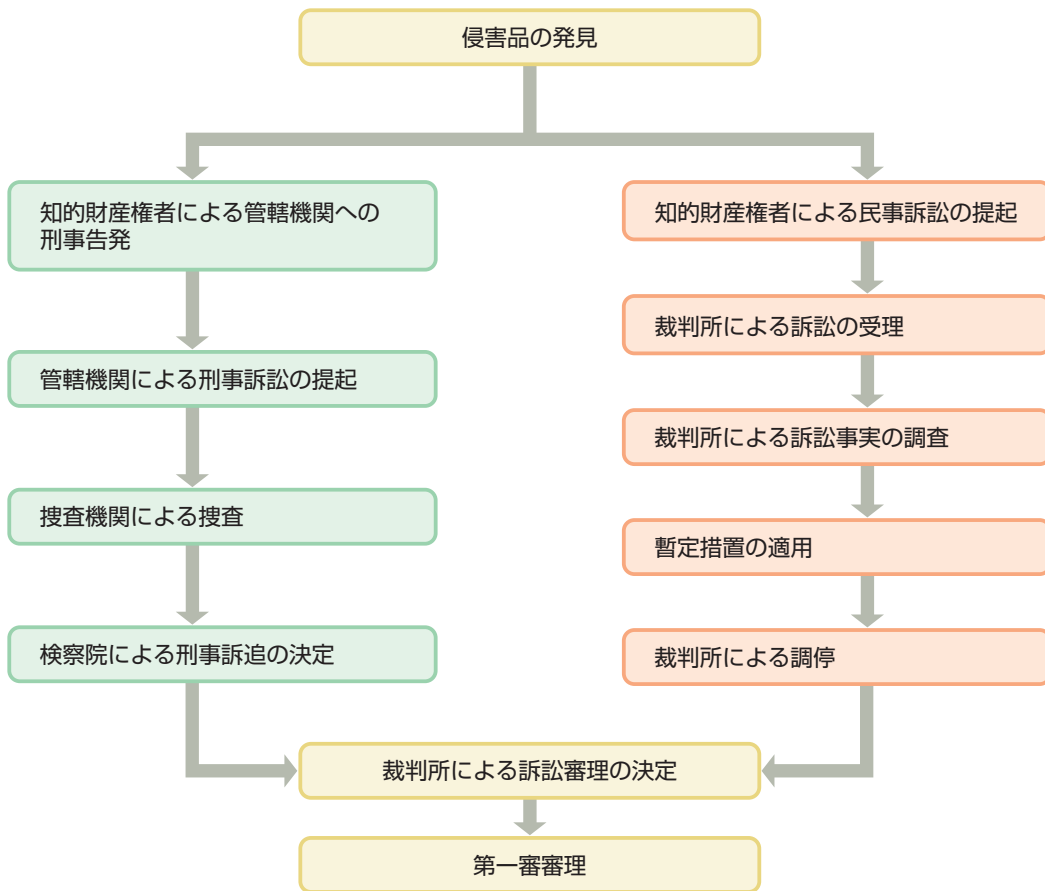 侵害品の発見
知的財産権者による管轄機関への
刑事告発
管轄機関による刑事訴訟の提起
捜査機関による捜査
検察院による刑事訴追の決定
知的財産権者による民事訴訟の提起
裁判所による訴訟の受理
裁判所による訴訟事実の調査
暫定措置の適用
裁判所による調停
裁判所による訴訟審理の決定
第一審審理